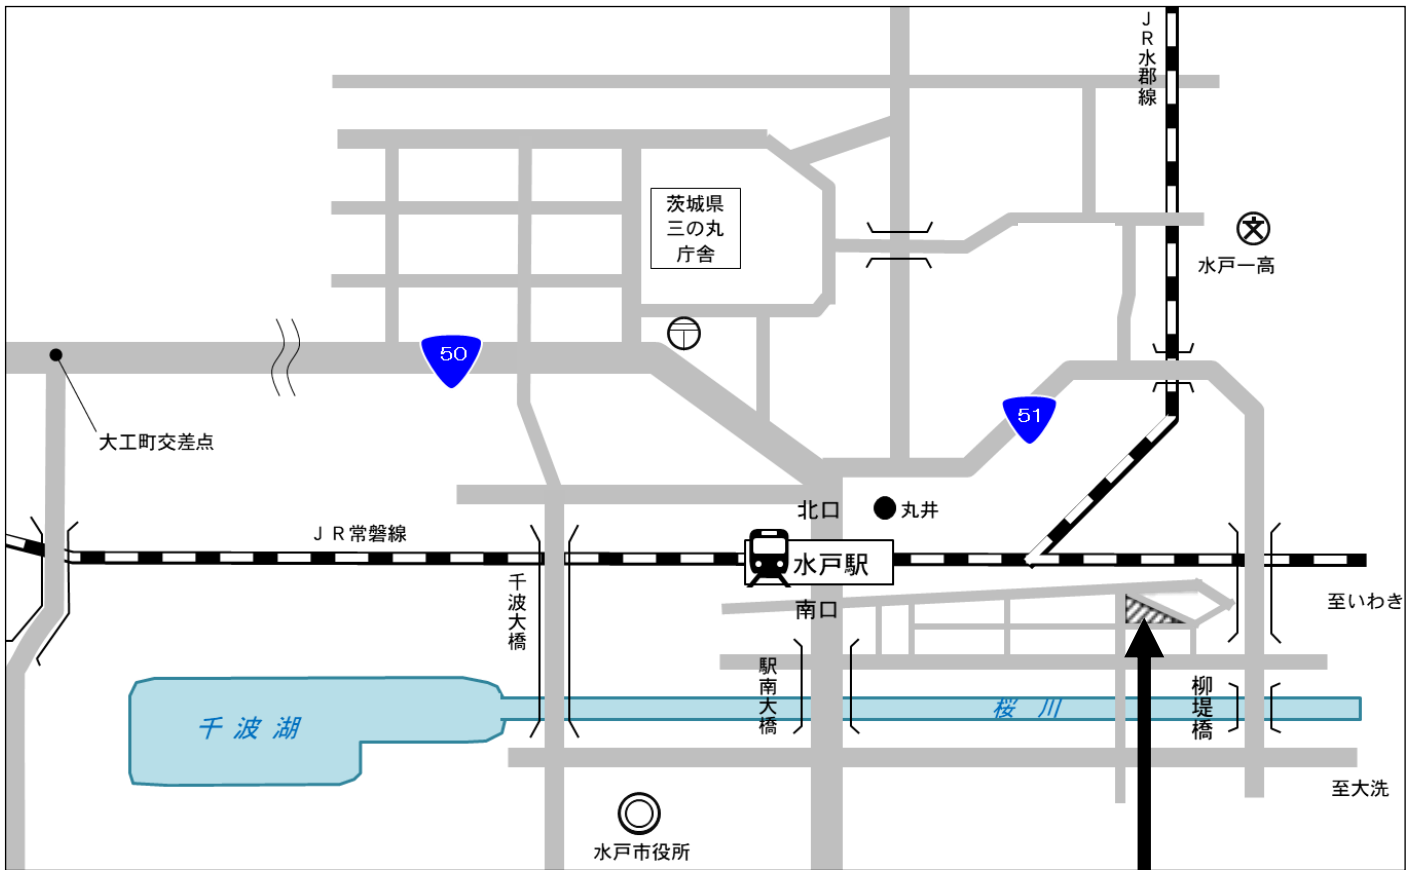 ＪＲ水郡線
茨城県
三の丸
庁舎
水戸一高
50
51
大工町交差点
北口
丸井
ＪＲ常磐線
水戸駅
千波大橋
南口
至いわき
駅南大橋
柳堤橋
千波湖
桜川
至大洗
水戸市役所